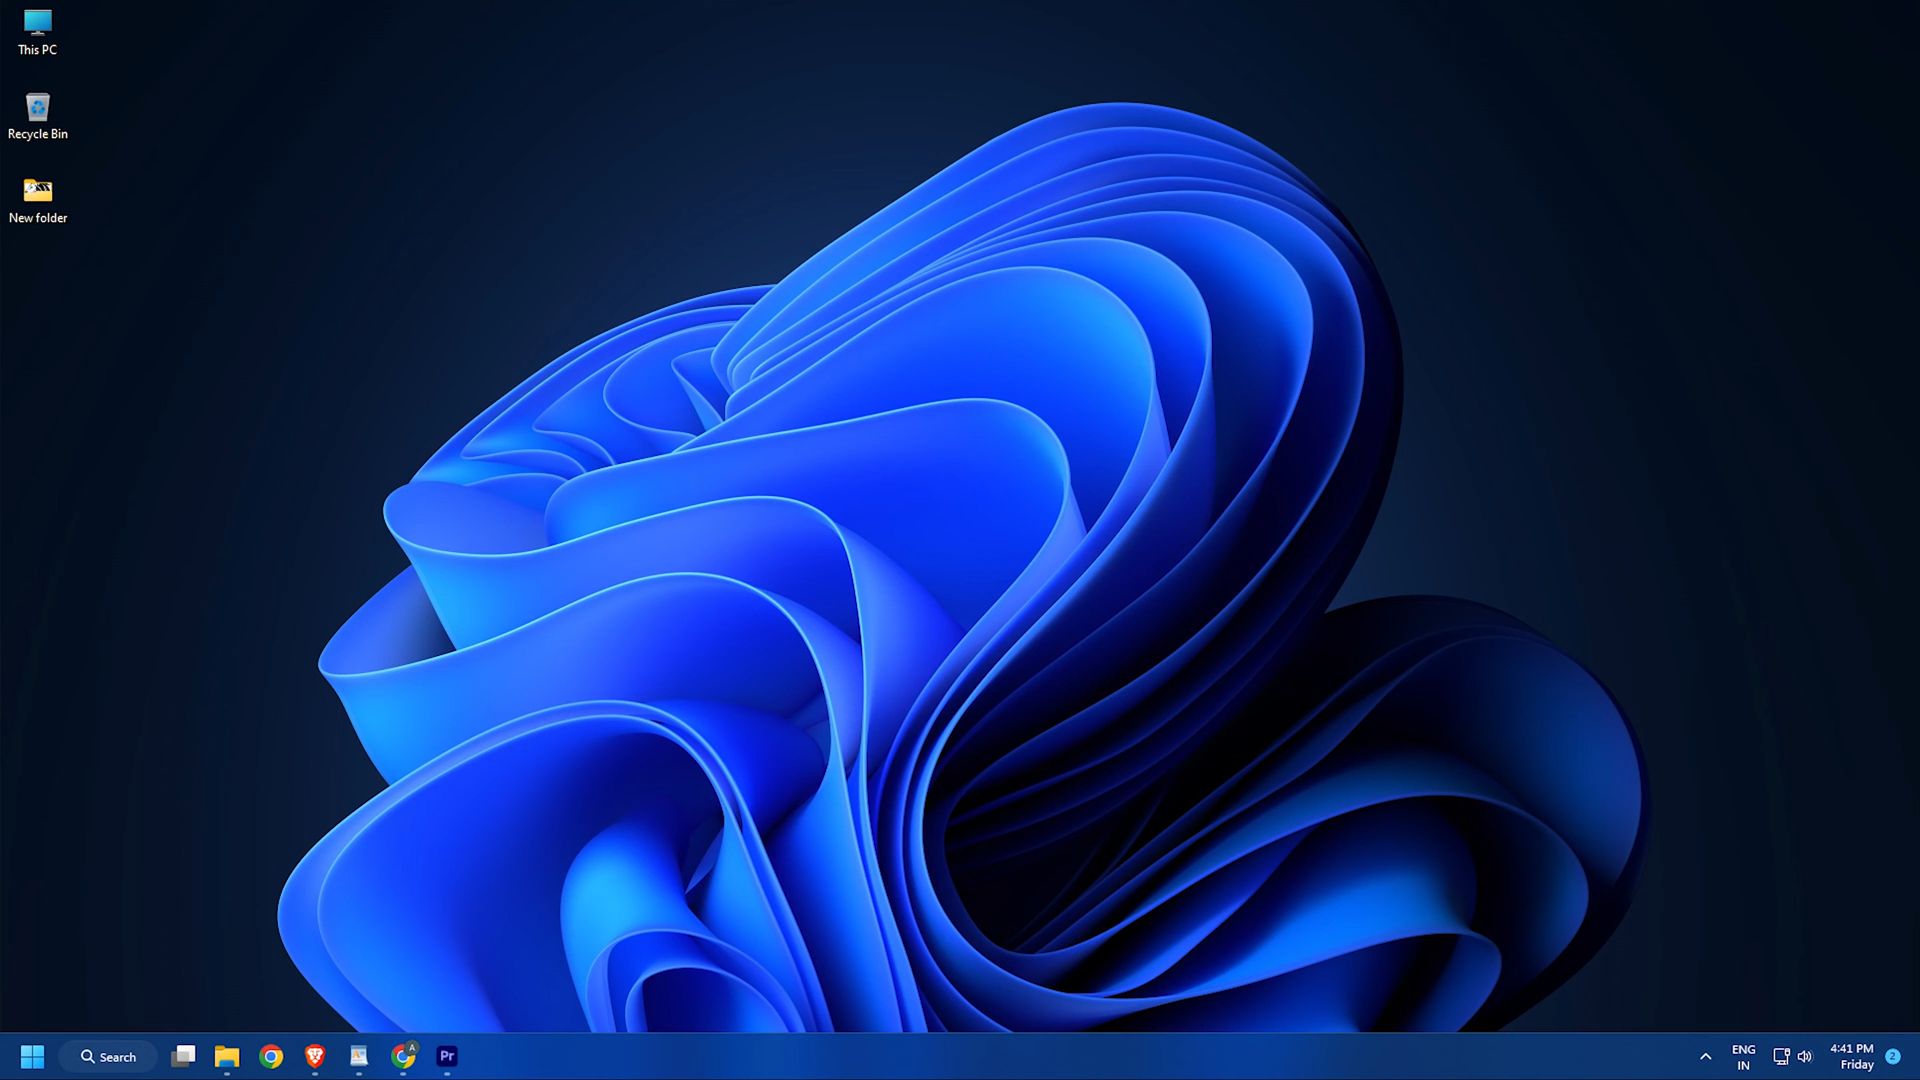 This PC
Recycle Bin
New folder
Search
A
Pr
ENG
IN
4:41 PM
Friday
2